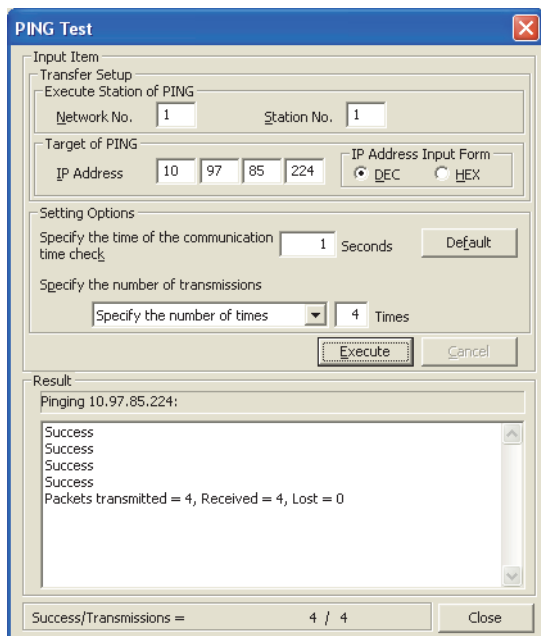 PING Test
Input Item
Transfer Setup
Execute Station of PING
Network No. 1 Station No. 1
Target of PING
IP Address 10 97 85 224
IP Address Input Form
DEC HEX
Setting Options
Specify the time of the communication
time check 1 Seconds Default
Specify the number of transmissions
Specify the number of times 4 Times
Execute Cancel
Result
Pinging 10.97.85.224:
Success
Success
Success
Success
Packets transmitted = 4, Received = 4, Lost = 0
Success/Transmissions = 4 / 4 Close